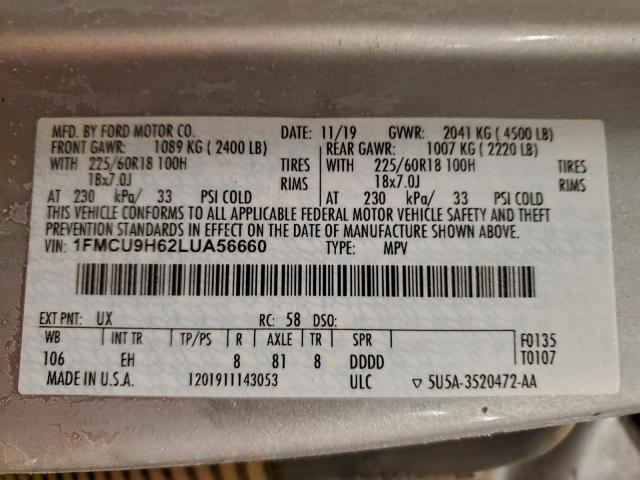 MFD. BY FORD MOTOR CO. DATE: 11/19 GVWR: 2041 KG ( 4500 LB)
FRONT GAWR: 1089 KG ( 2400 LB) REAR GAWR: 1007 KG ( 2220 LB)
WITH 225/60R18 100H TIRES WITH 225/60R18 100H TIRES
18x7.0J RIMS 18x7.0J RIMS
AT 230 kPa/ 33 PSI COLD AT 230 kPa/ 33 PSI COLD
THIS VEHICLE CONFORMS TO ALL APPLICABLE FEDERAL MOTOR VEHICLE SAFETY AND THEFT
PREVENTION STANDARDS IN EFFECT ON THE DATE OF MANUFACTURE SHOWN ABOVE.
VIN: 1FMCU9H62LUA56660 TYPE: MPV
EXT PNT: UX RC: 58 DSO:
WB INT TR TP/PS R AXLE TR SPR F0135
106 EH 8 81 8 DDDD T0107
MADE IN U.S.A. 1201911143053 ULC ▽ 5U5A-3520472-AA